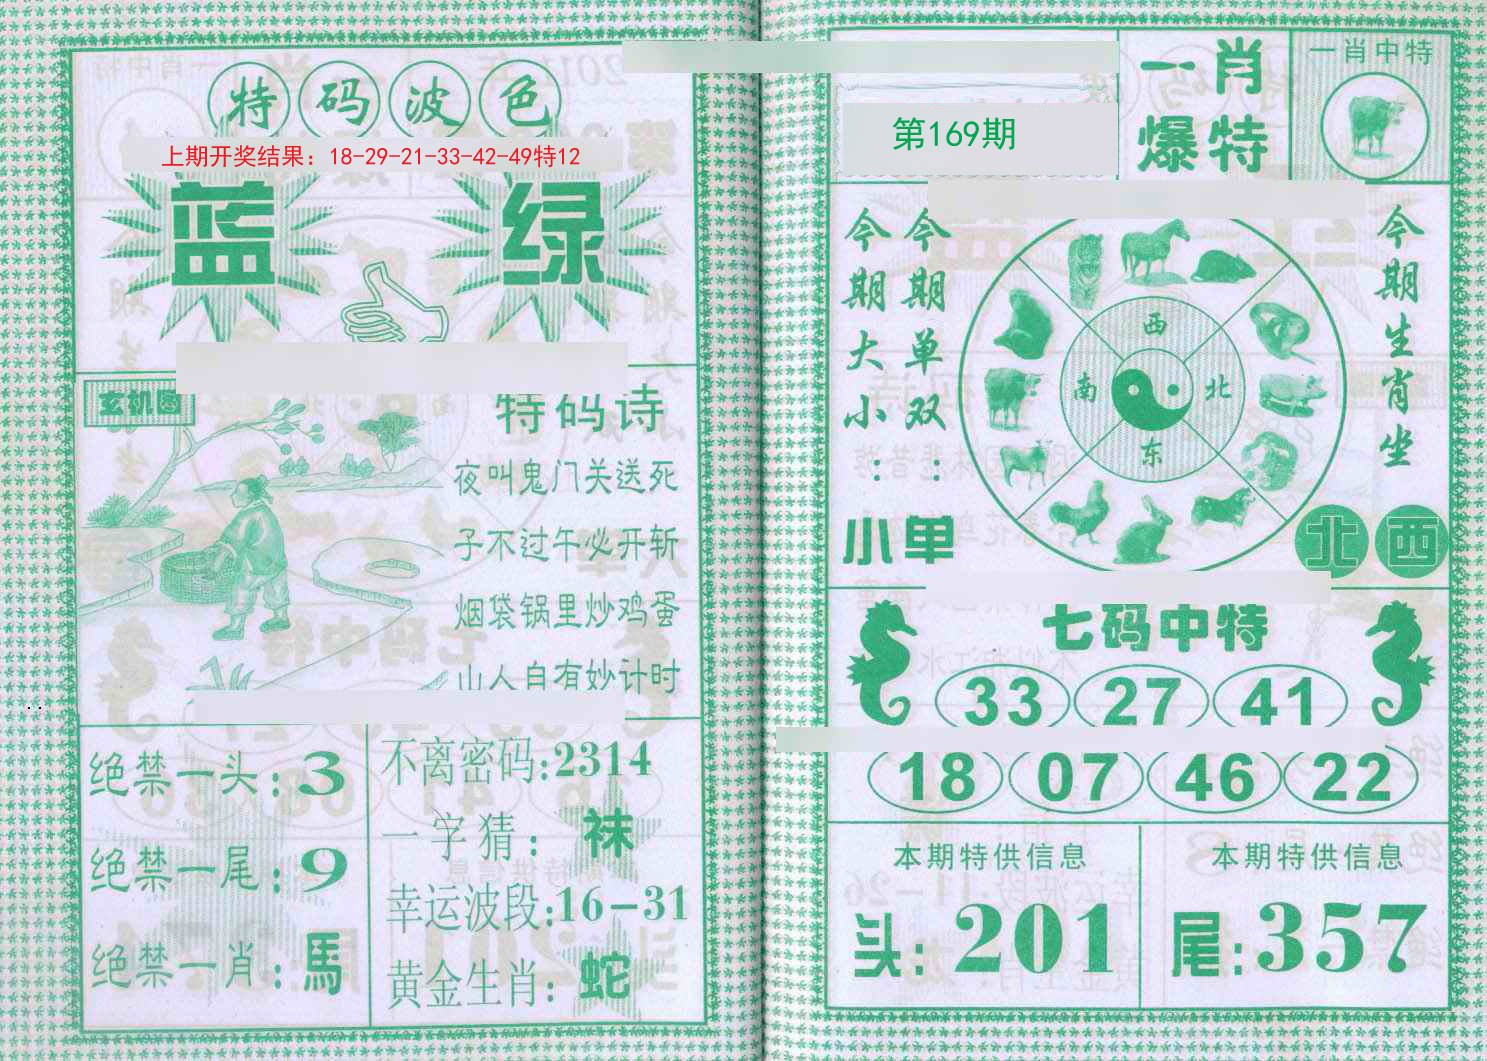 特码波色
上期开奖结果：18-29-21-33-42-49特12
蓝 绿
玄机图
特码诗
夜叫鬼门关送死
子不过午必开斩
烟袋锅里炒鸡蛋
山人自有妙计时
绝禁一头:3
绝禁一尾:9
绝禁一肖:馬
不离密码:2314
一字猜:袜
幸运波段:16-31
黄金生肖:蛇
第169期
一肖
爆特
一肖中特
今期大小:小
今期单双:单
西
南
北
东
今期生肖坐
北 西
七码中特
33 27 41
18 07 46 22
本期特供信息
头:201
本期特供信息
尾:357